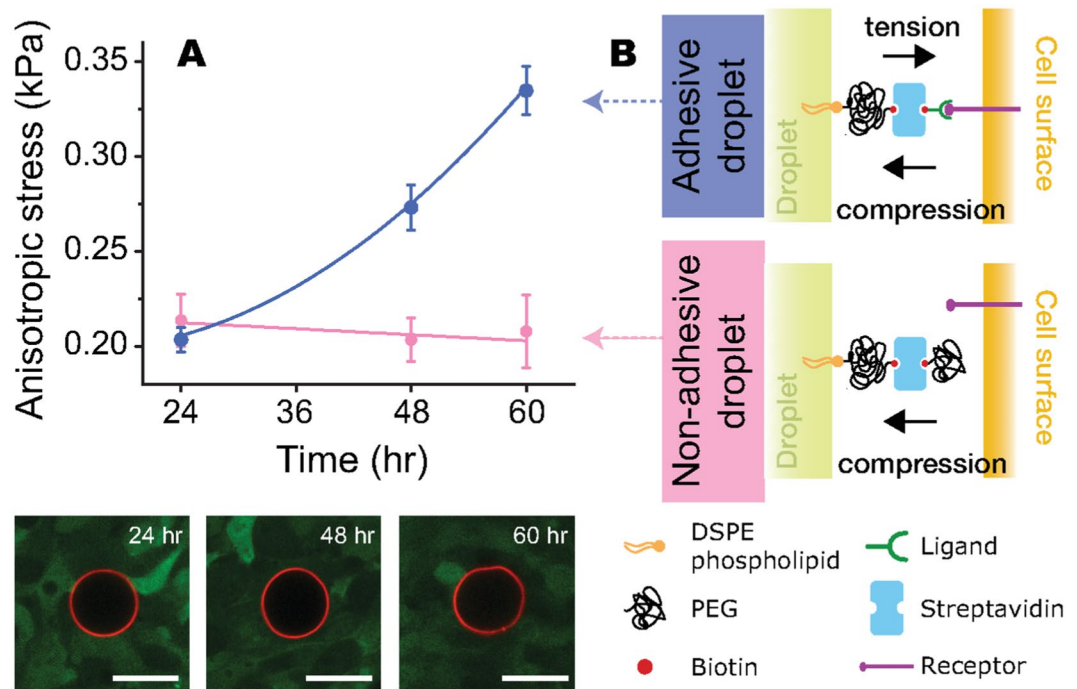 A
Anisotropic stress (kPa)
0.35
0.30
0.25
0.20
24
36
48
60
Time (hr)
B
Adhesive
droplet
Droplet
tension
compression
Cell surface
Non-adhesive
droplet
Droplet
compression
Cell surface
24 hr
48 hr
60 hr
DSPE
phospholipid
Ligand
PEG
Streptavidin
Biotin
Receptor